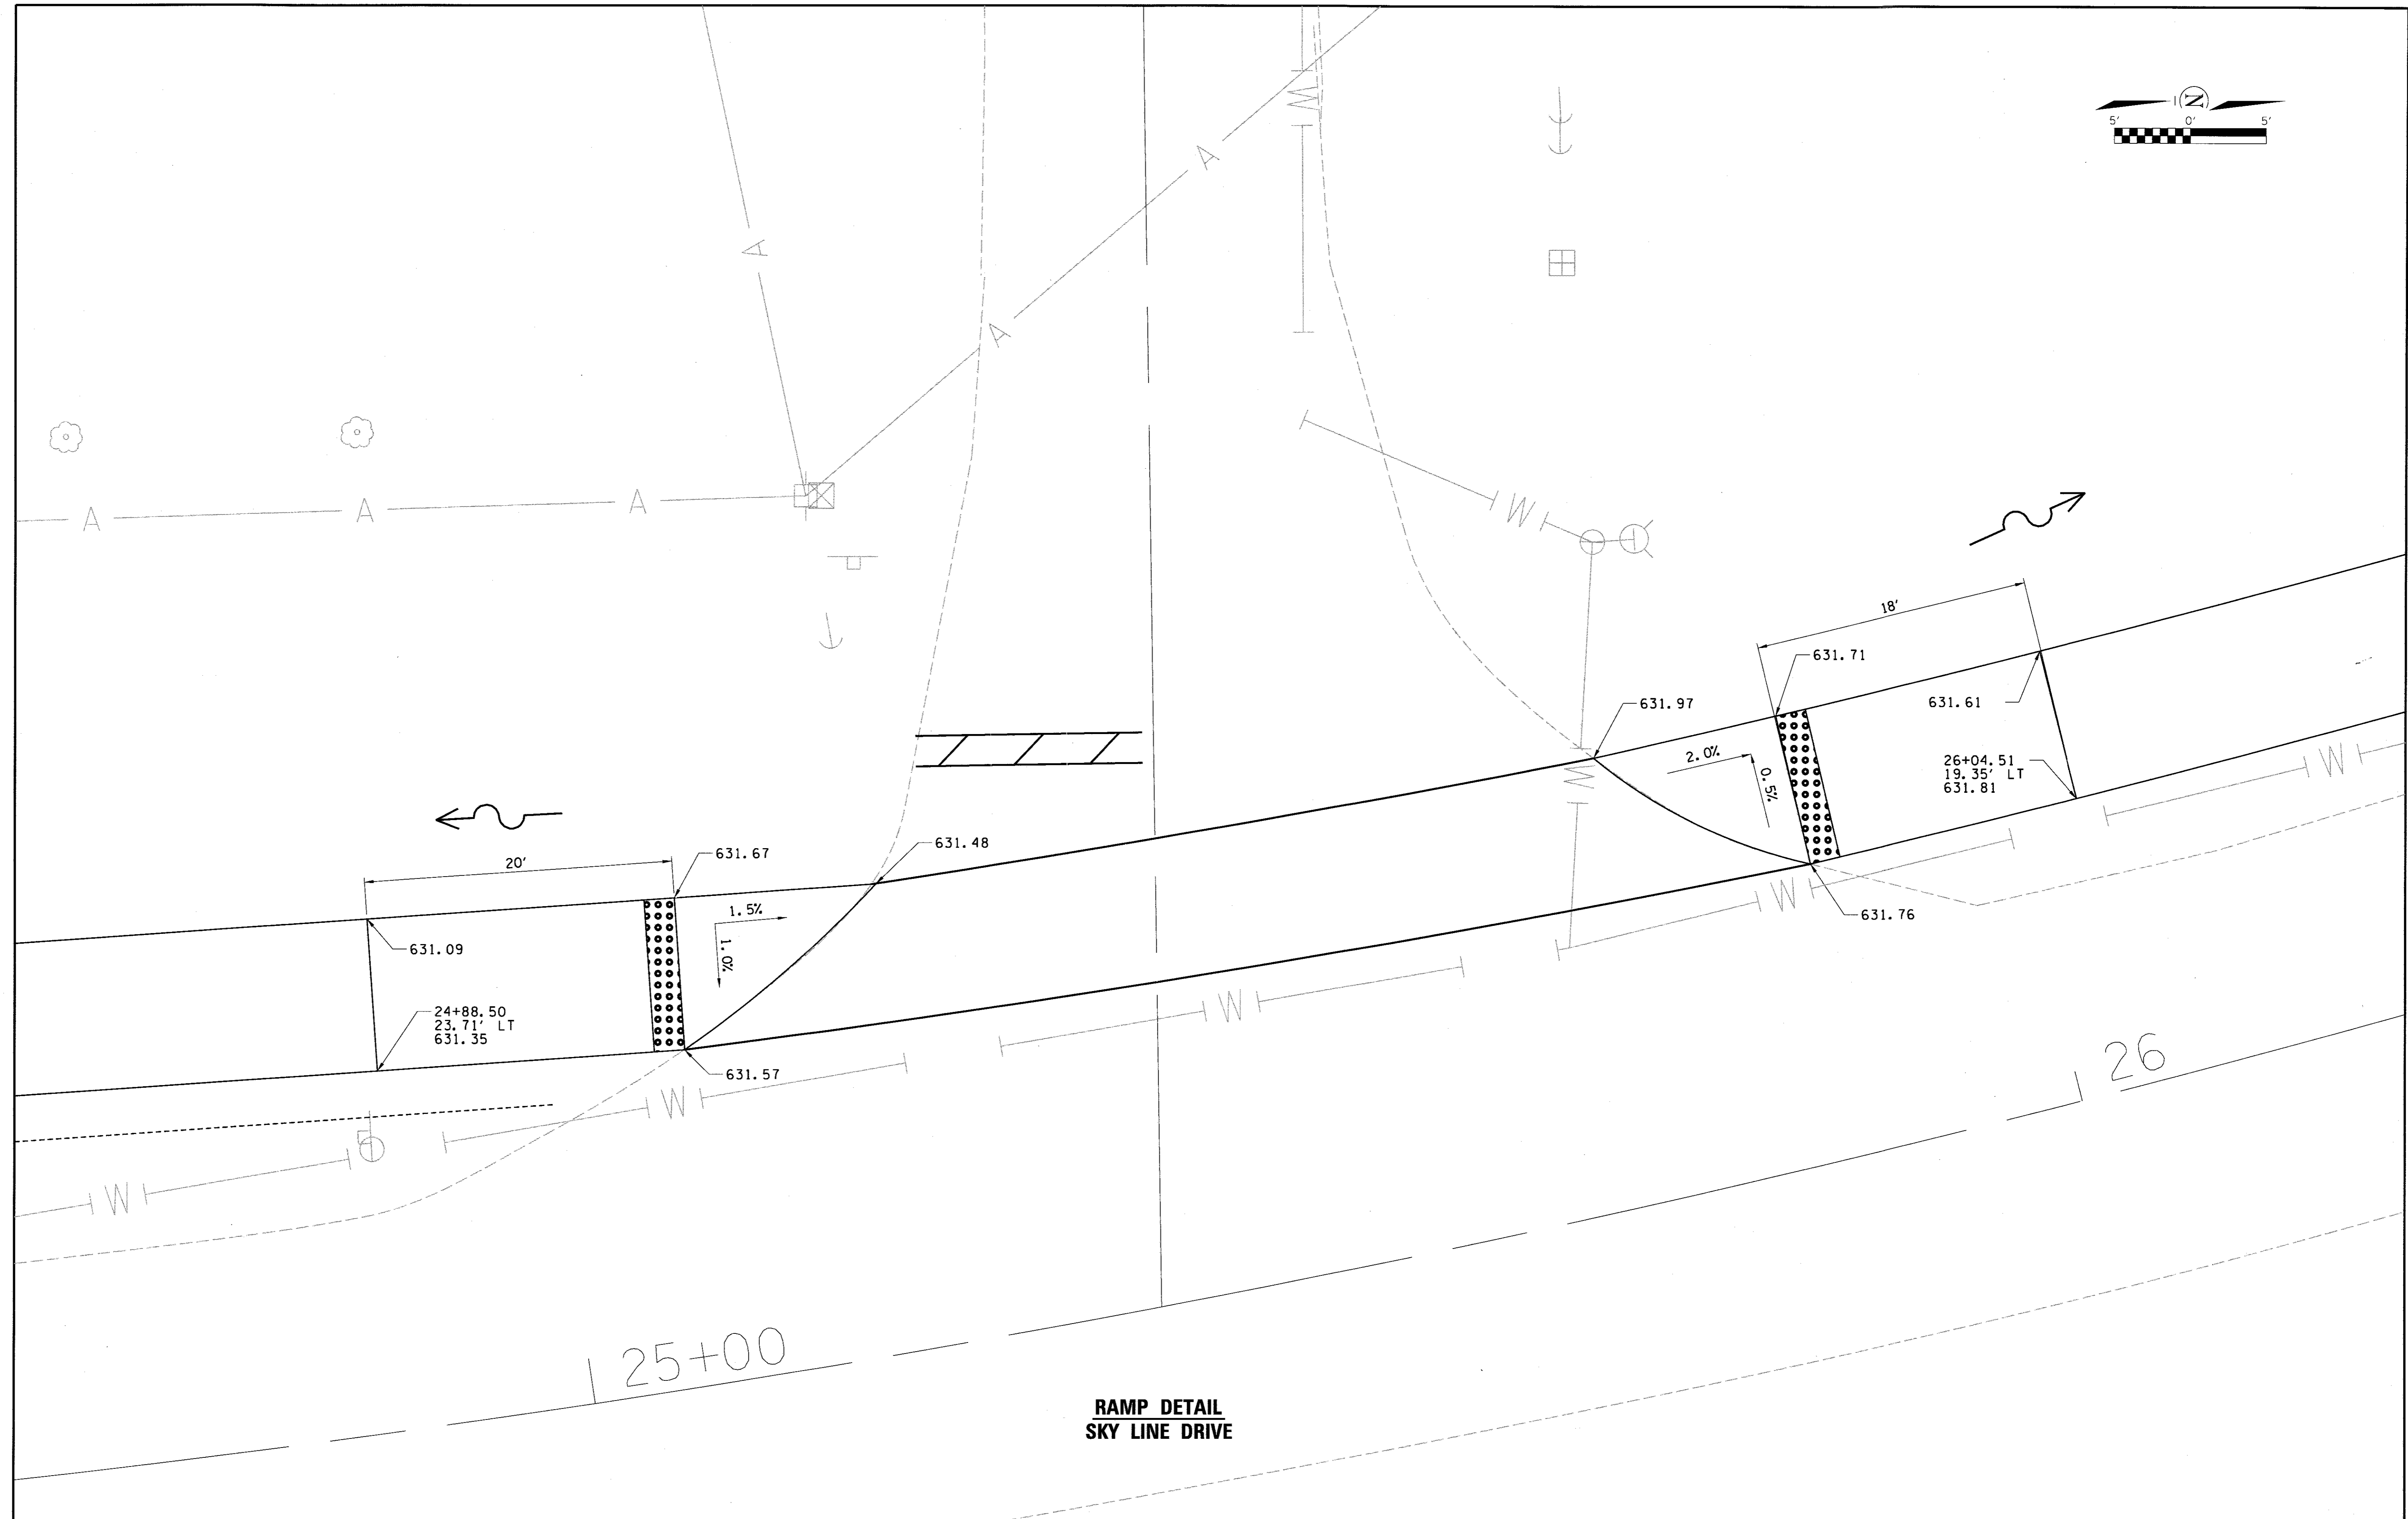 N
5' 0' 5'
W
A
A
A
A
A
A
W
18'
631.71
631.97
631.61
2.0%
0.5%
26+04.51
19.35' LT
631.81
W
W
631.48
631.67
20'
1.5%
1.0%
631.09
24+88.50
23.71' LT
631.35
631.76
W
W
631.57
W
W
26
25+00
RAMP DETAIL
SKY LINE DRIVE